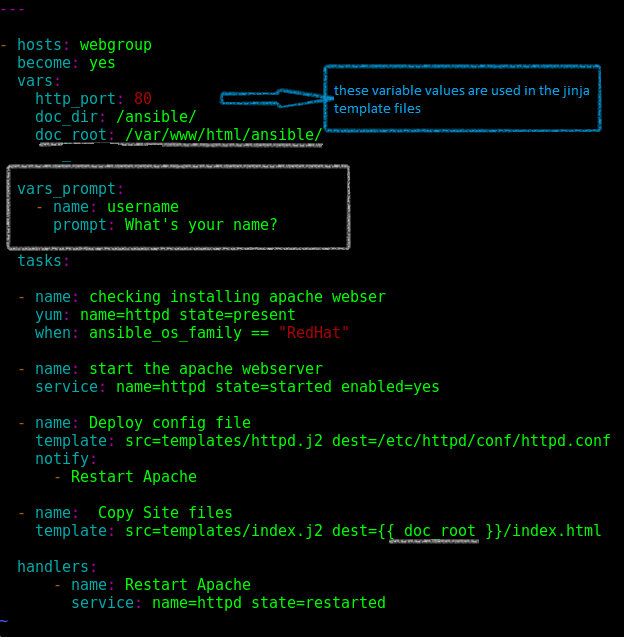 ---
- hosts: webgroup
  become: yes
  vars:
    http_port: 80
these variable values are used in the jinja
template files
    doc_dir: /ansible/
    doc_root: /var/www/html/ansible/
  vars_prompt:
    - name: username
      prompt: What's your name?
  tasks:
  - name: checking installing apache webser
    yum: name=httpd state=present
    when: ansible_os_family == "RedHat"
  - name: start the apache webserver
    service: name=httpd state=started enabled=yes
  - name: Deploy config file
    template: src=templates/httpd.j2 dest=/etc/httpd/conf/httpd.conf
    notify:
      - Restart Apache
  - name:  Copy Site files
    template: src=templates/index.j2 dest={{ doc_root }}/index.html
  handlers:
      - name: Restart Apache
        service: name=httpd state=restarted
~